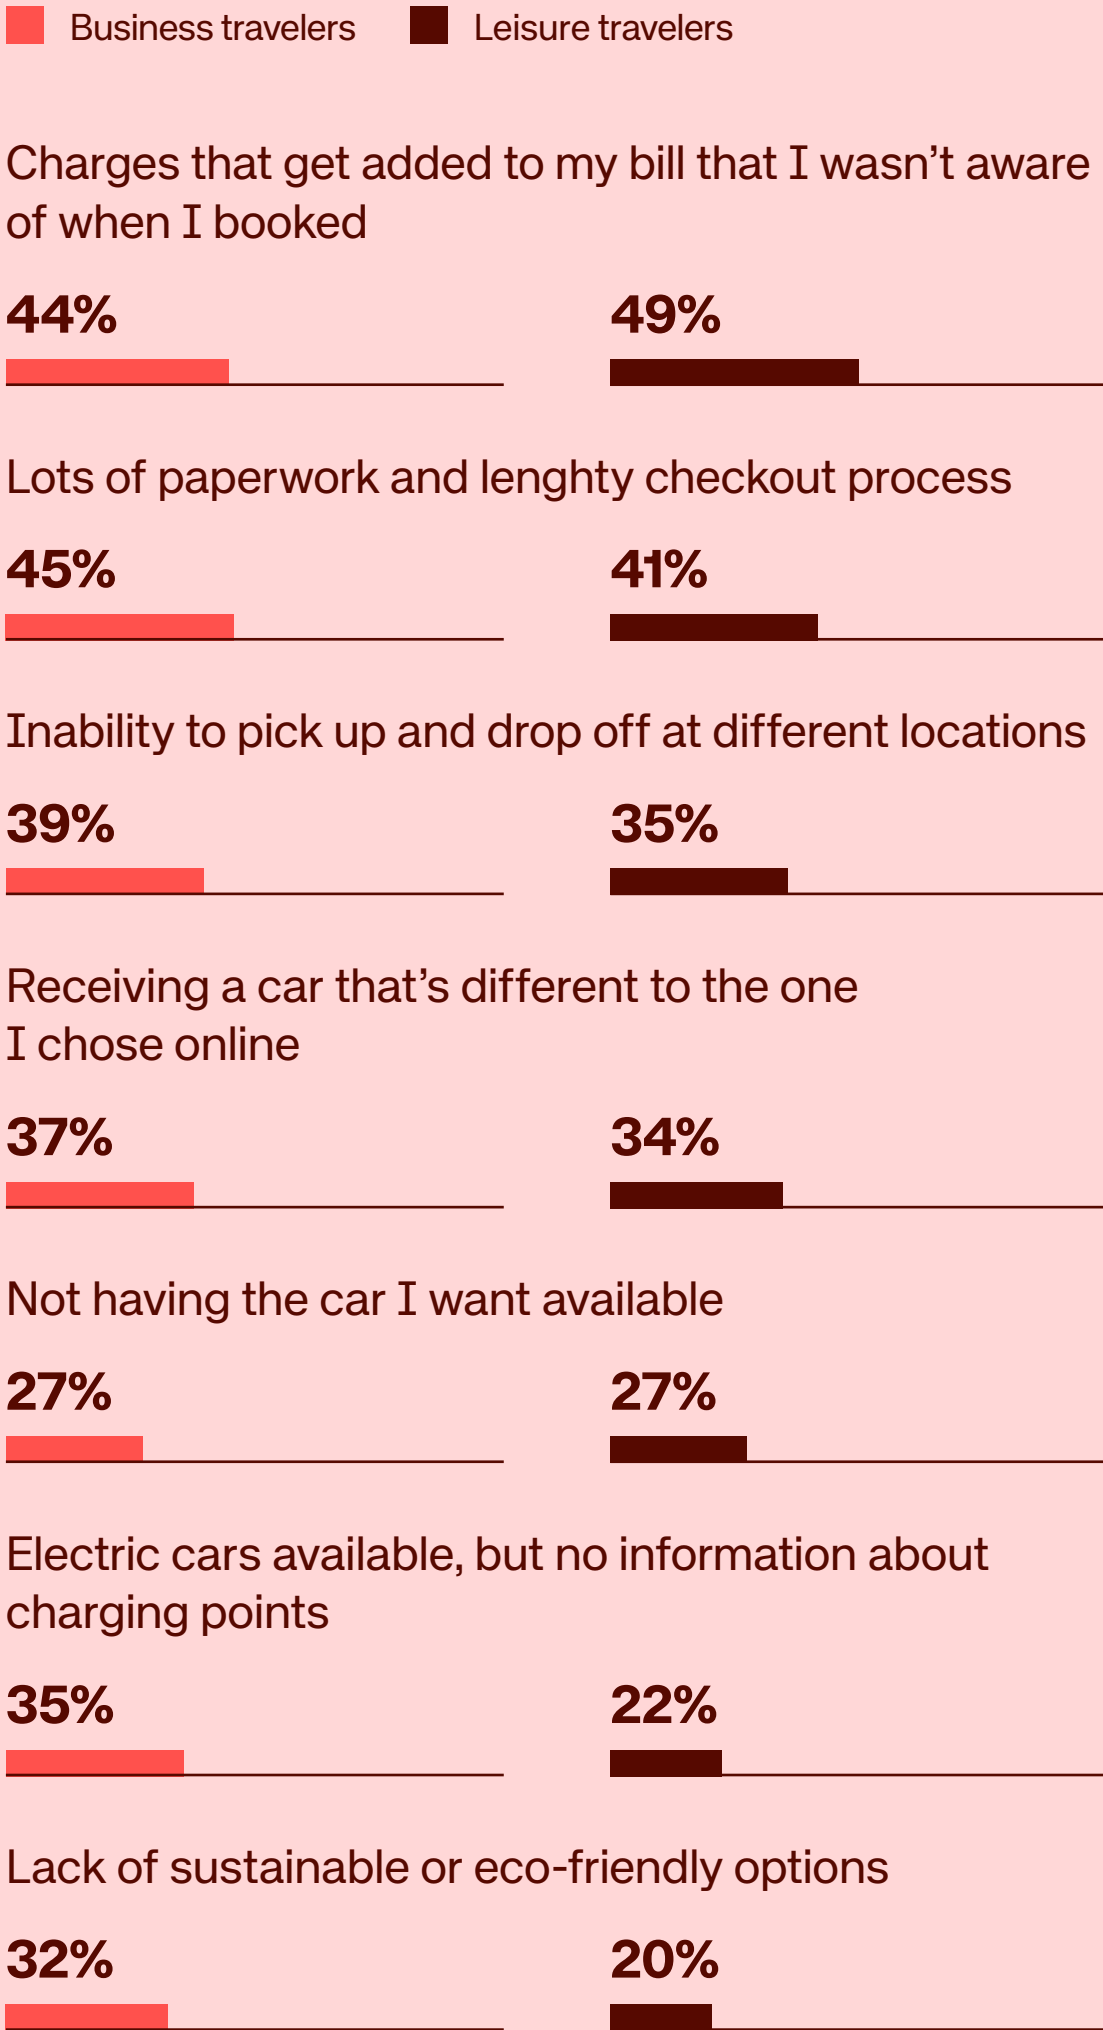 Business travelers
Leisure travelers
Charges that get added to my bill that I wasn’t aware
of when I booked
44%
49%
Lots of paperwork and lenghty checkout process
45%
41%
Inability to pick up and drop off at different locations
39%
35%
Receiving a car that’s different to the one
I chose online
37%
34%
Not having the car I want available
27%
27%
Electric cars available, but no information about
charging points
35%
22%
Lack of sustainable or eco-friendly options
32%
20%